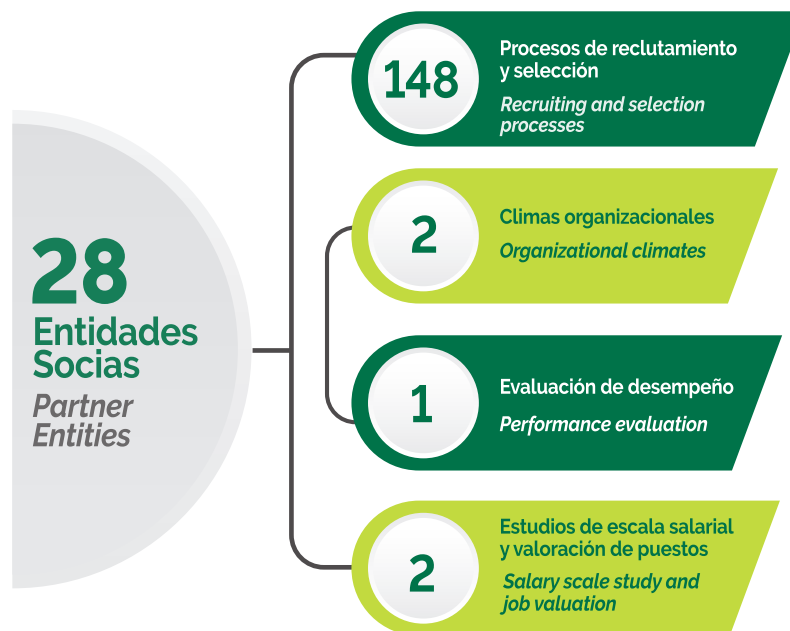 28
Entidades
Socias
Partner
Entities
148
Procesos de reclutamiento
y selección
Recruiting and selection
processes
2
Climas organizacionales
Organizational climates
1
Evaluación de desempeño
Performance evaluation
2
Estudios de escala salarial
y valoración de puestos
Salary scale study and
job valuation